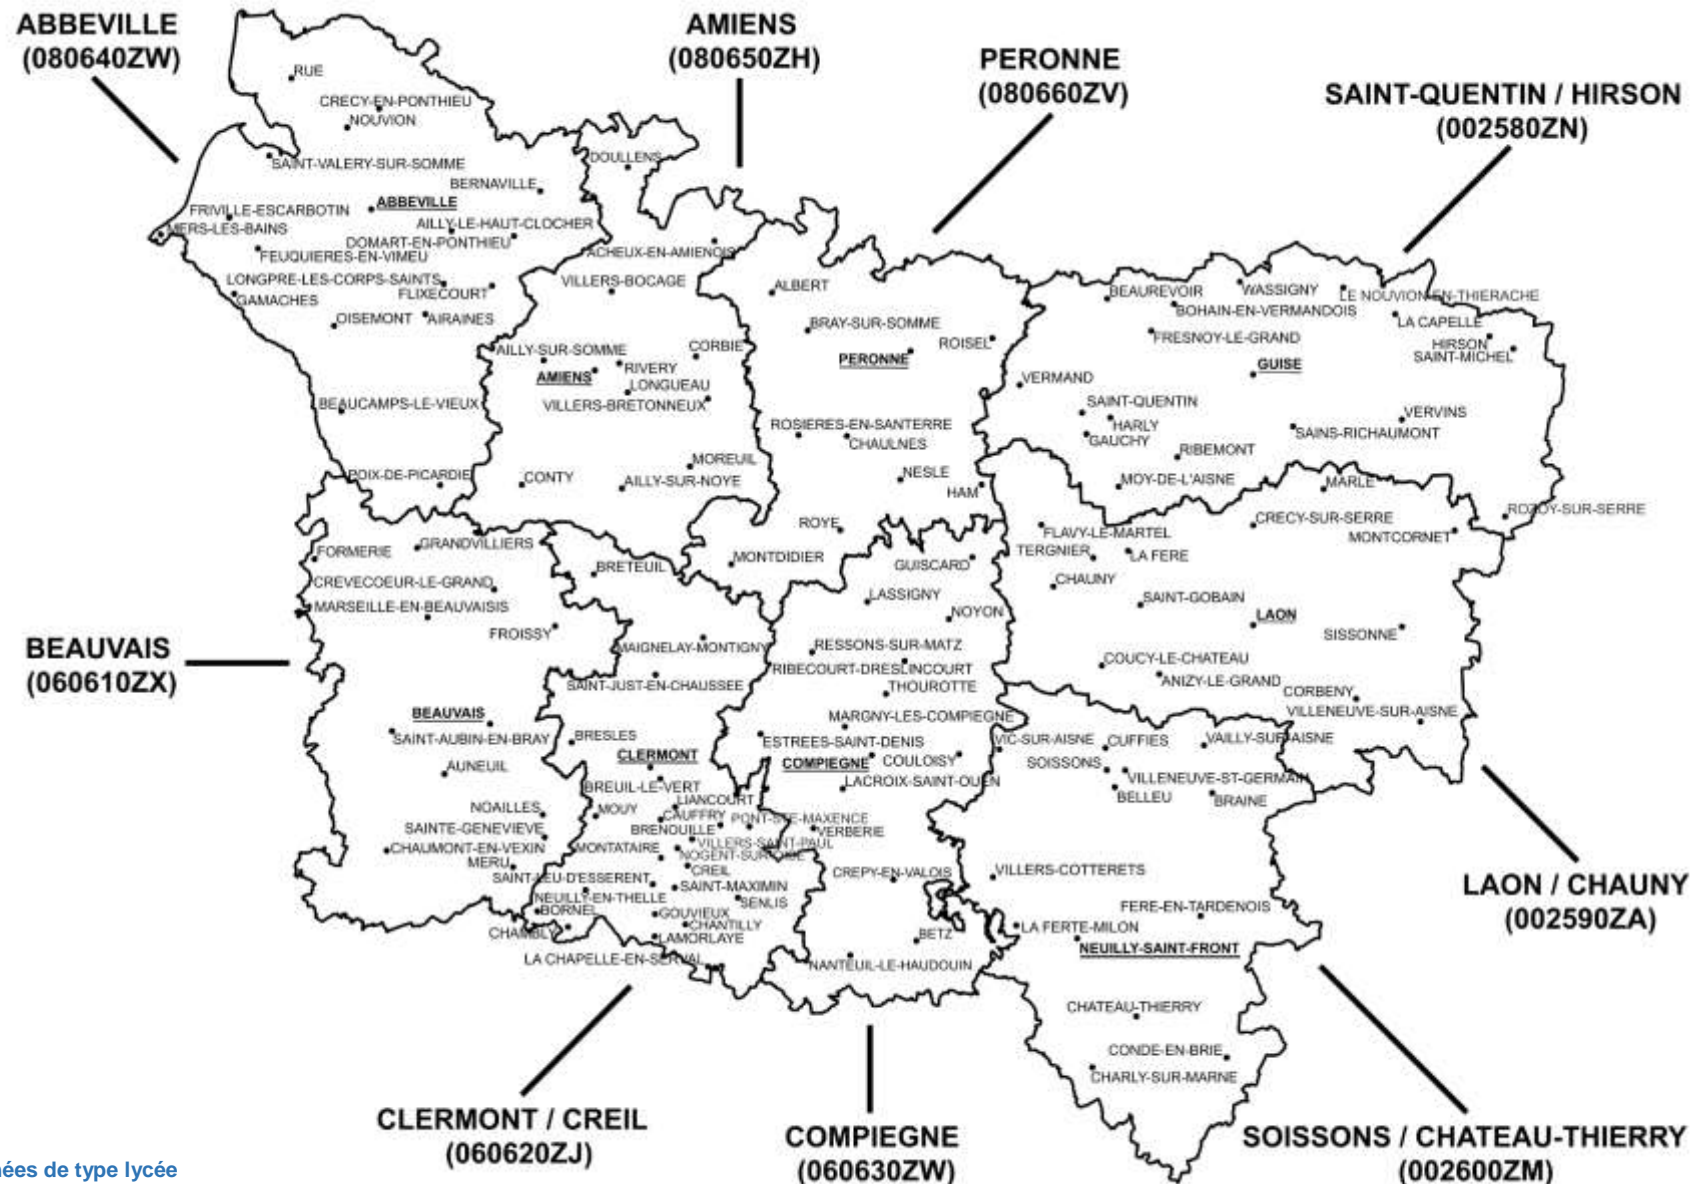 ABBEVILLE
(080640ZW)
AMIENS
(080650ZH)
PERONNE
(080660ZV)
SAINT-QUENTIN / HIRSON
(002580ZN)
RUE
CRECY-EN-PONTHIEU
NOUVION
SAINT-VALERY-SUR-SOMME
BERNAVILLE
ABBEVILLE
FRIVILLE-ESCARBOTIN
AILLY-LE-HAUT-CLOCHER
MERS-LES-BAINS
DOMART-EN-PONTHIEU
FEUQUIERES-EN-VIMEU
LONGPRE-LES-CORPS-SAINTS
FLIXECOURT
GAMACHES
OISEMONT
AIRAINES
BEAUCAMPS-LE-VIEUX
POIX-DE-PICARDIE
DOULLENS
ACHEUX-EN-AMIENOIS
VILLERS-BOCAGE
AILLY-SUR-SOMME
CORBIE
RIVERY
AMIENS
LONGUEAU
VILLERS-BRETONNEUX
MOREUIL
CONTY
AILLY-SUR-NOYE
MONTDIDIER
ALBERT
BRAY-SUR-SOMME
ROISEL
PERONNE
ROSIERES-EN-SANTERRE
CHAULNES
NESLE
HAM
ROYE
BEAUREVOIR
WASSIGNY
LE NOUVION-EN-THIERACHE
BOHAIN-EN-VERMANDOIS
LA CAPELLE
FRESNOY-LE-GRAND
HIRSON
SAINT-MICHEL
GUISE
VERMAND
SAINT-QUENTIN
HARLY
GAUCHY
VERVINS
SAINS-RICHAUMONT
RIBEMONT
MOY-DE-L'AISNE
MARLE
ROZOY-SUR-SERRE
CRECY-SUR-SERRE
MONTCORNET
FLAVY-LE-MARTEL
TERGNIER
LA FERE
CHAUNY
SAINT-GOBAIN
LAON
SISSONNE
COUCY-LE-CHATEAU
ANIZY-LE-GRAND
CORBENY
VILLENEUVE-SUR-AISNE
FORMERIE
GRANDVILLIERS
CREVECOEUR-LE-GRAND
MARSEILLE-EN-BEAUVAISIS
FROISSY
BEAUVAIS
(060610ZX)
BEAUVAIS
SAINT-AUBIN-EN-BRAY
AUNEUIL
NOAILLES
SAINTE-GENEVIEVE
CHAUMONT-EN-VEXIN
MERU
BORNEL
CHAMBLY
BRETEUIL
MAIGNELAY-MONTIGNY
SAINT-JUST-EN-CHAUSSEE
BRESLES
CLERMONT
BREUIL-LE-VERT
LIANCOURT
MOUY
CAUFFRY
PONT-STE-MAXENCE
BRENOUILLE
VILLERS-SAINT-PAUL
MONTATAIRE
NOGENT-SUR-OISE
CREIL
SAINT-LEU-D'ESSERENT
SAINT-MAXIMIN
NEUILLY-EN-THELLE
SENLIS
GOUVIEUX
CHANTILLY
LAMORLAYE
LA CHAPELLE-EN-SERVAL
GUISCARD
LASSIGNY
NOYON
RESSONS-SUR-MATZ
RIBECOURT-DRESLINCOURT
THOUROTTE
MARGNY-LES-COMPIEGNE
ESTREES-SAINT-DENIS
COMPIEGNE
COULOISY
LACROIX-SAINT-OUEN
VERBERIE
CREPY-EN-VALOIS
BETZ
NANTEUIL-LE-HAUDOUIN
VIC-SUR-AISNE
CUFFIES
VAILLY-SUR-AISNE
SOISSONS
VILLENEUVE-ST-GERMAIN
BELLEU
BRAINE
VILLERS-COTTERETS
FERE-EN-TARDENOIS
LA FERTE-MILON
NEUILLY-SAINT-FRONT
CHATEAU-THIERRY
CONDE-EN-BRIE
CHARLY-SUR-MARNE
LAON / CHAUNY
(002590ZA)
CLERMONT / CREIL
(060620ZJ)
COMPIEGNE
(060630ZW)
SOISSONS / CHATEAU-THIERRY
(002600ZM)
nées de type lycée